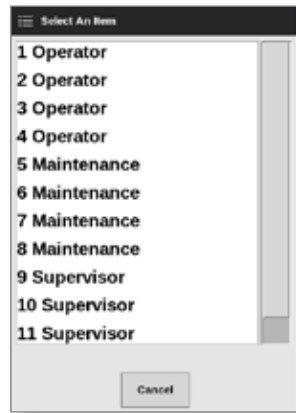 Select An Item
1 Operator
2 Operator
3 Operator
4 Operator
5 Maintenance
6 Maintenance
7 Maintenance
8 Maintenance
9 Supervisor
10 Supervisor
11 Supervisor
Cancel